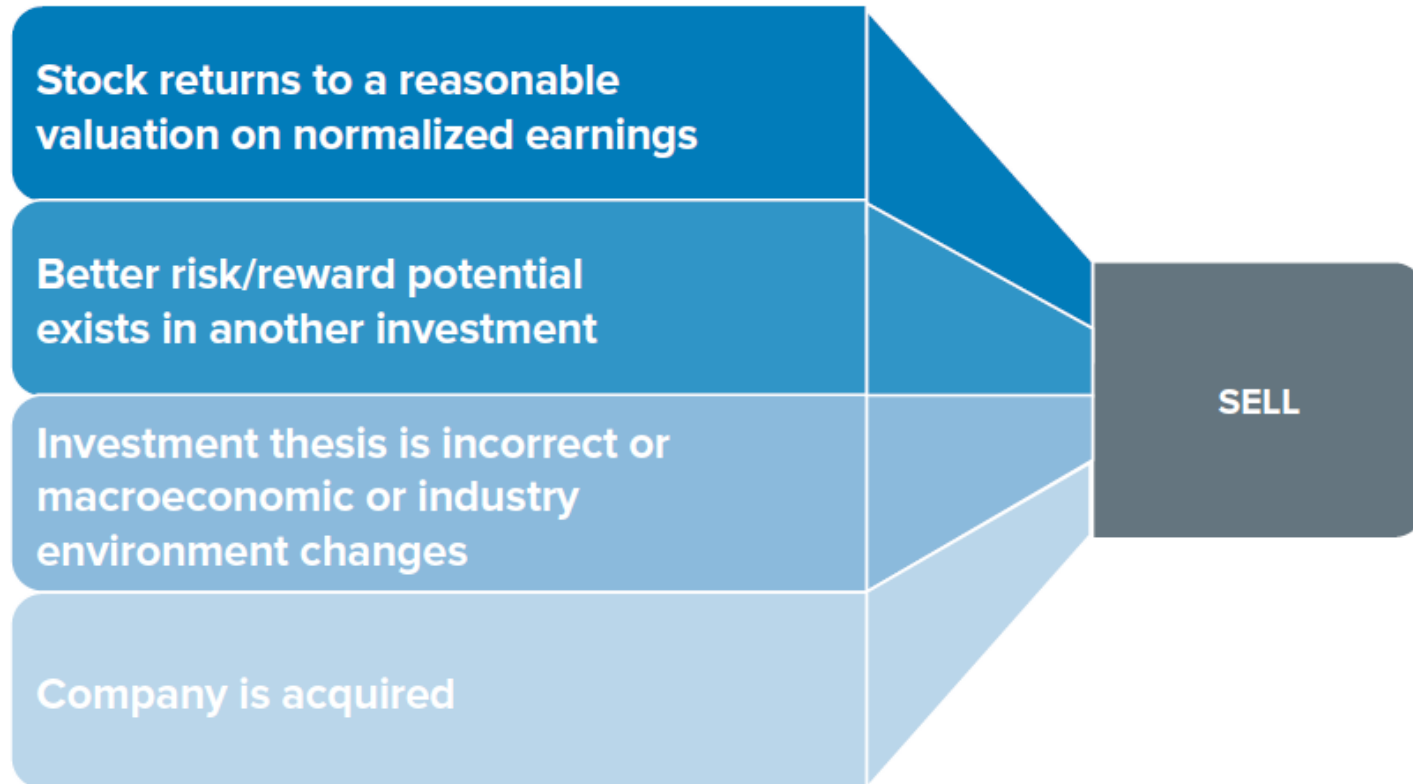 Stock returns to a reasonable
valuation on normalized earnings
Better risk/reward potential
exists in another investment
Investment thesis is incorrect or
macroeconomic or industry
environment changes
Company is acquired
SELL